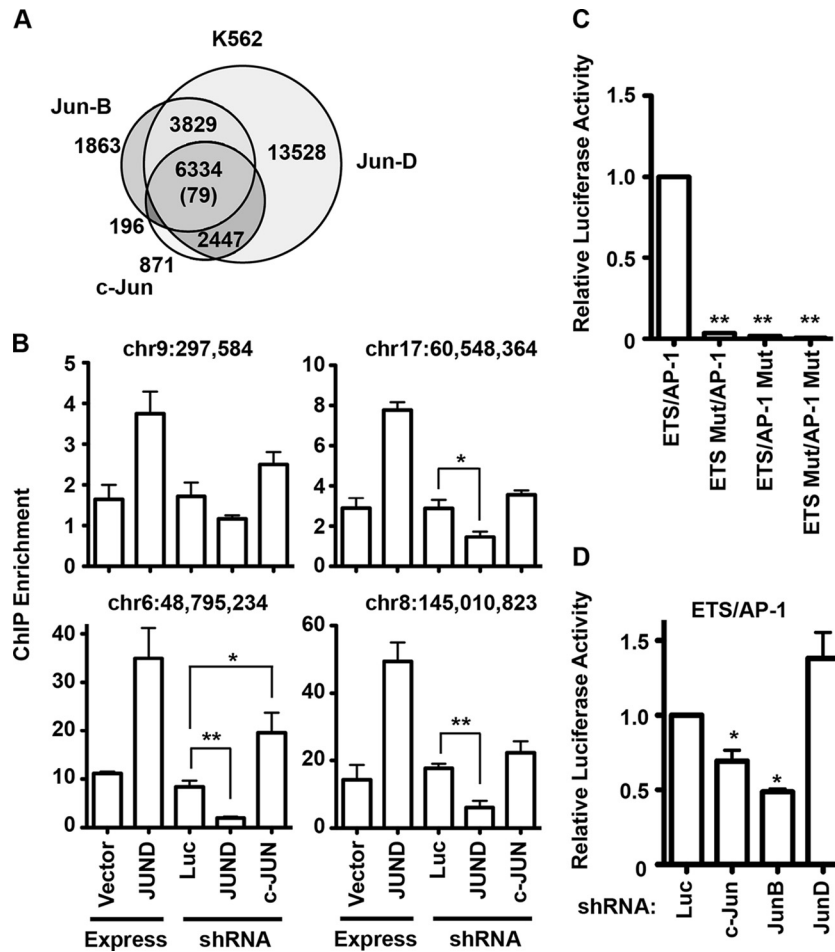 A
K562
Jun-B
1863
3829
13528
Jun-D
6334
(79)
196
2447
871
c-Jun
B
ChIP Enrichment
chr9:297,584
5
4
3
2
1
0
chr17:60,548,364
8
6
4
2
0
*
chr6:48,795,234
40
30
20
10
0
*
**
chr8:145,010,823
60
40
20
0
**
Vector
JUND
Luc
JUND
c-JUN
Express
shRNA
Vector
JUND
Luc
JUND
c-JUN
Express
shRNA
C
Relative Luciferase Activity
1.5
1.0
0.5
0
** ** **
ETS/AP-1
ETS Mut/AP-1
ETS/AP-1 Mut
ETS Mut/AP-1 Mut
D
Relative Luciferase Activity
ETS/AP-1
1.5
1.0
0.5
0.0
*
*
shRNA:
Luc
c-Jun
JunB
JunD